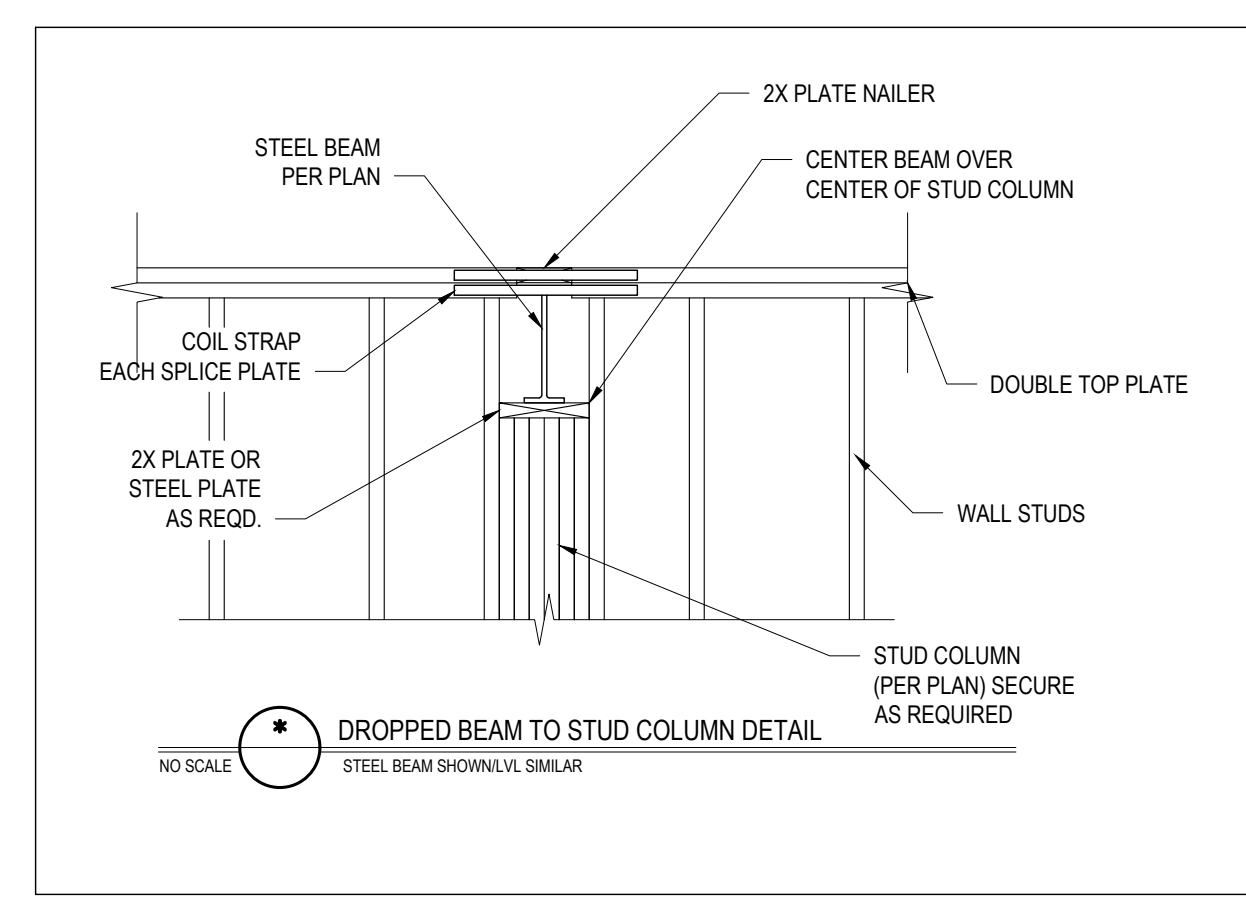 2X PLATE NAILER
STEEL BEAM
PER PLAN
CENTER BEAM OVER
CENTER OF STUD COLUMN
COIL STRAP
EACH SPLICE PLATE
DOUBLE TOP PLATE
2X PLATE OR
STEEL PLATE
AS REQD.
WALL STUDS
STUD COLUMN
(PER PLAN) SECURE
AS REQUIRED
*
DROPPED BEAM TO STUD COLUMN DETAIL
NO SCALE
STEEL BEAM SHOWN/LVL SIMILAR